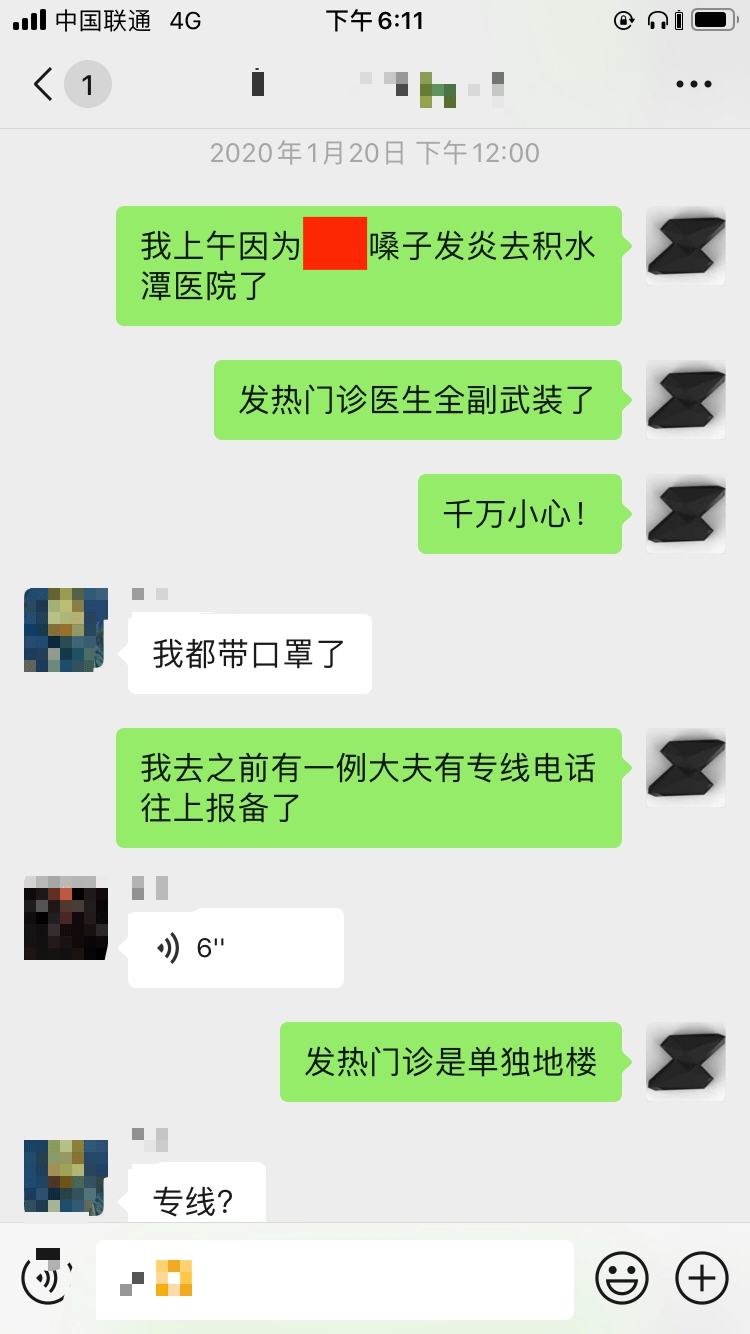 中国联通 4G 下午6:11
1
2020年1月20日 下午12:00
我上午因为嗓子发炎去积水
潭医院了
发热门诊医生全副武装了
千万小心！
我都带口罩了
我去之前有一例大夫有专线电话
往上报备了
6''
发热门诊是单独地楼
专线?